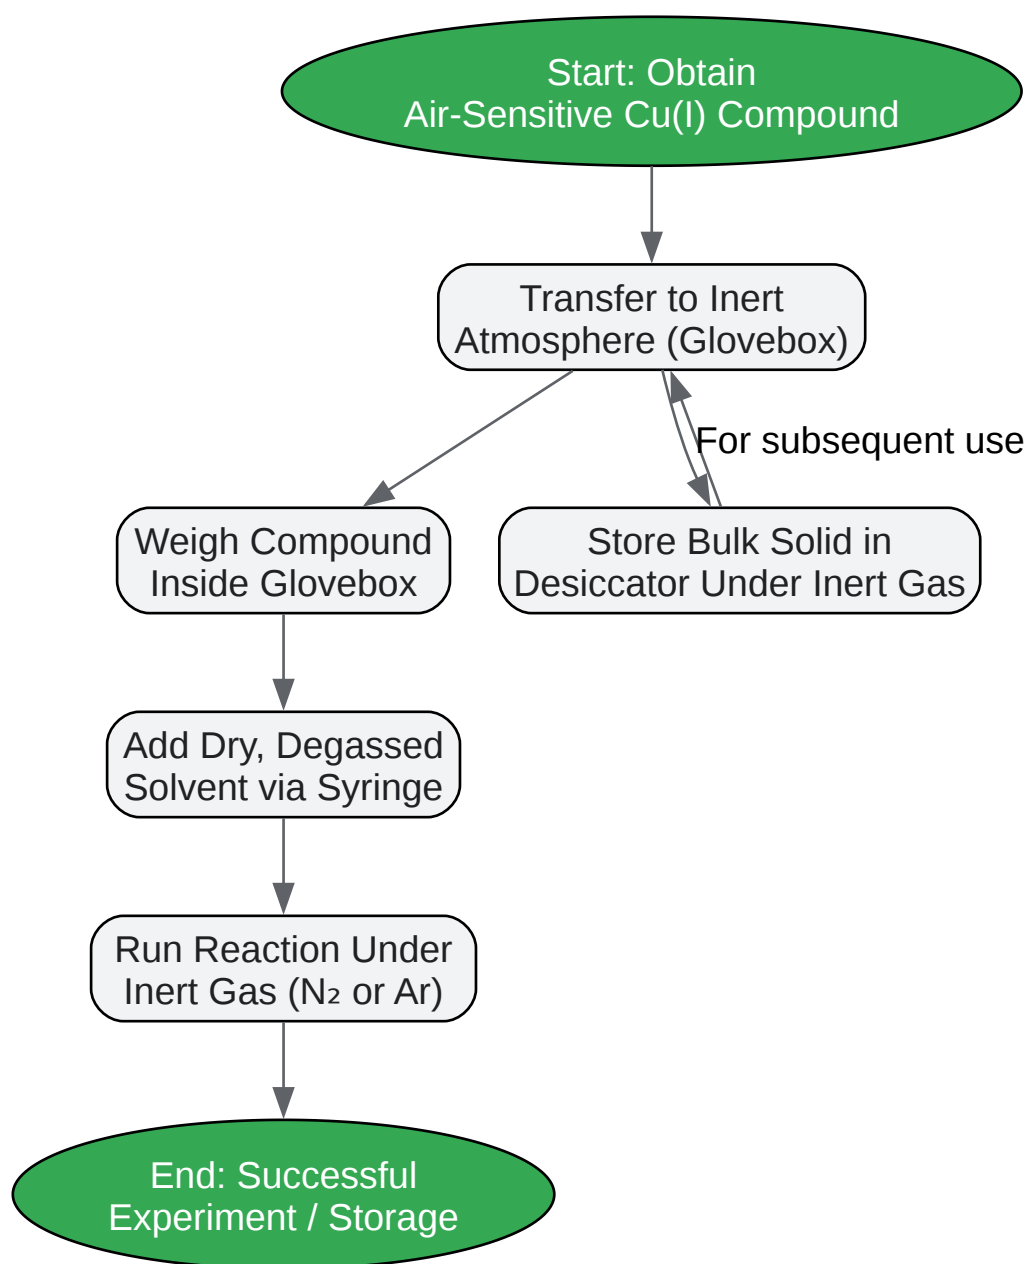 Start: Obtain
Air-Sensitive Cu(I) Compound
Transfer to Inert
Atmosphere (Glovebox)
For subsequent use
Weigh Compound
Inside Glovebox
Store Bulk Solid in
Desiccator Under Inert Gas
Add Dry, Degassed
Solvent via Syringe
Run Reaction Under
Inert Gas (N₂ or Ar)
End: Successful
Experiment / Storage